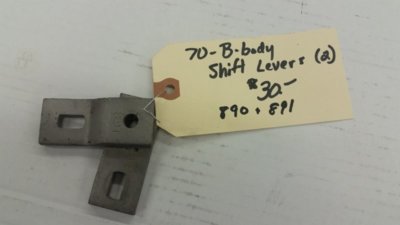 70-B-body
Shift Levers (2)
$30.-
890 + 891